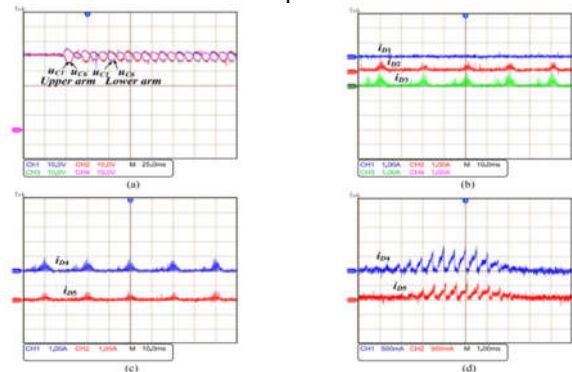 uC1 uC6 uC1 uC6
Upper arm Lower arm
CH1 10.0V CH2 10.0V M 25.0ms
CH3 10.0V CH4 10.0V
(a)
iD1
iD2
iD3
CH1 1.00A CH2 1.00A M 10.0ms
CH3 1.00A CH4 1.00A
(b)
iD4
iD5
CH1 1.00A CH2 1.00A M 10.0ms
(c)
iD4
iD5
CH1 500mA CH2 500mA M 1.00ms
(d)